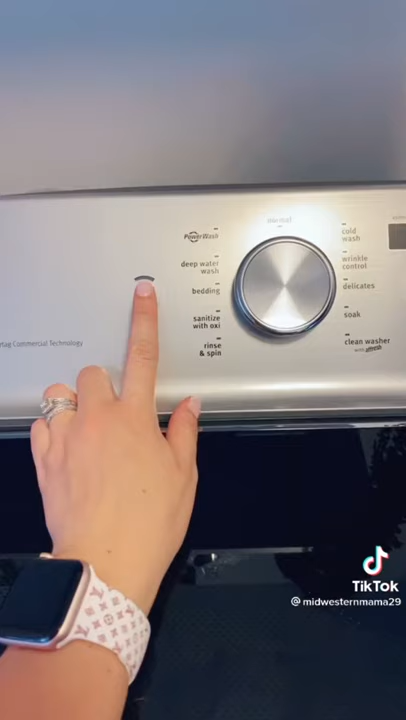 normal
PowerWash
cold
wash
deep water
wash
wrinkle
control
bedding
delicates
sanitize
with oxi
soak
rinse
& spin
clean washer
with affresh
Commercial Technology
TikTok
@midwesternmama29